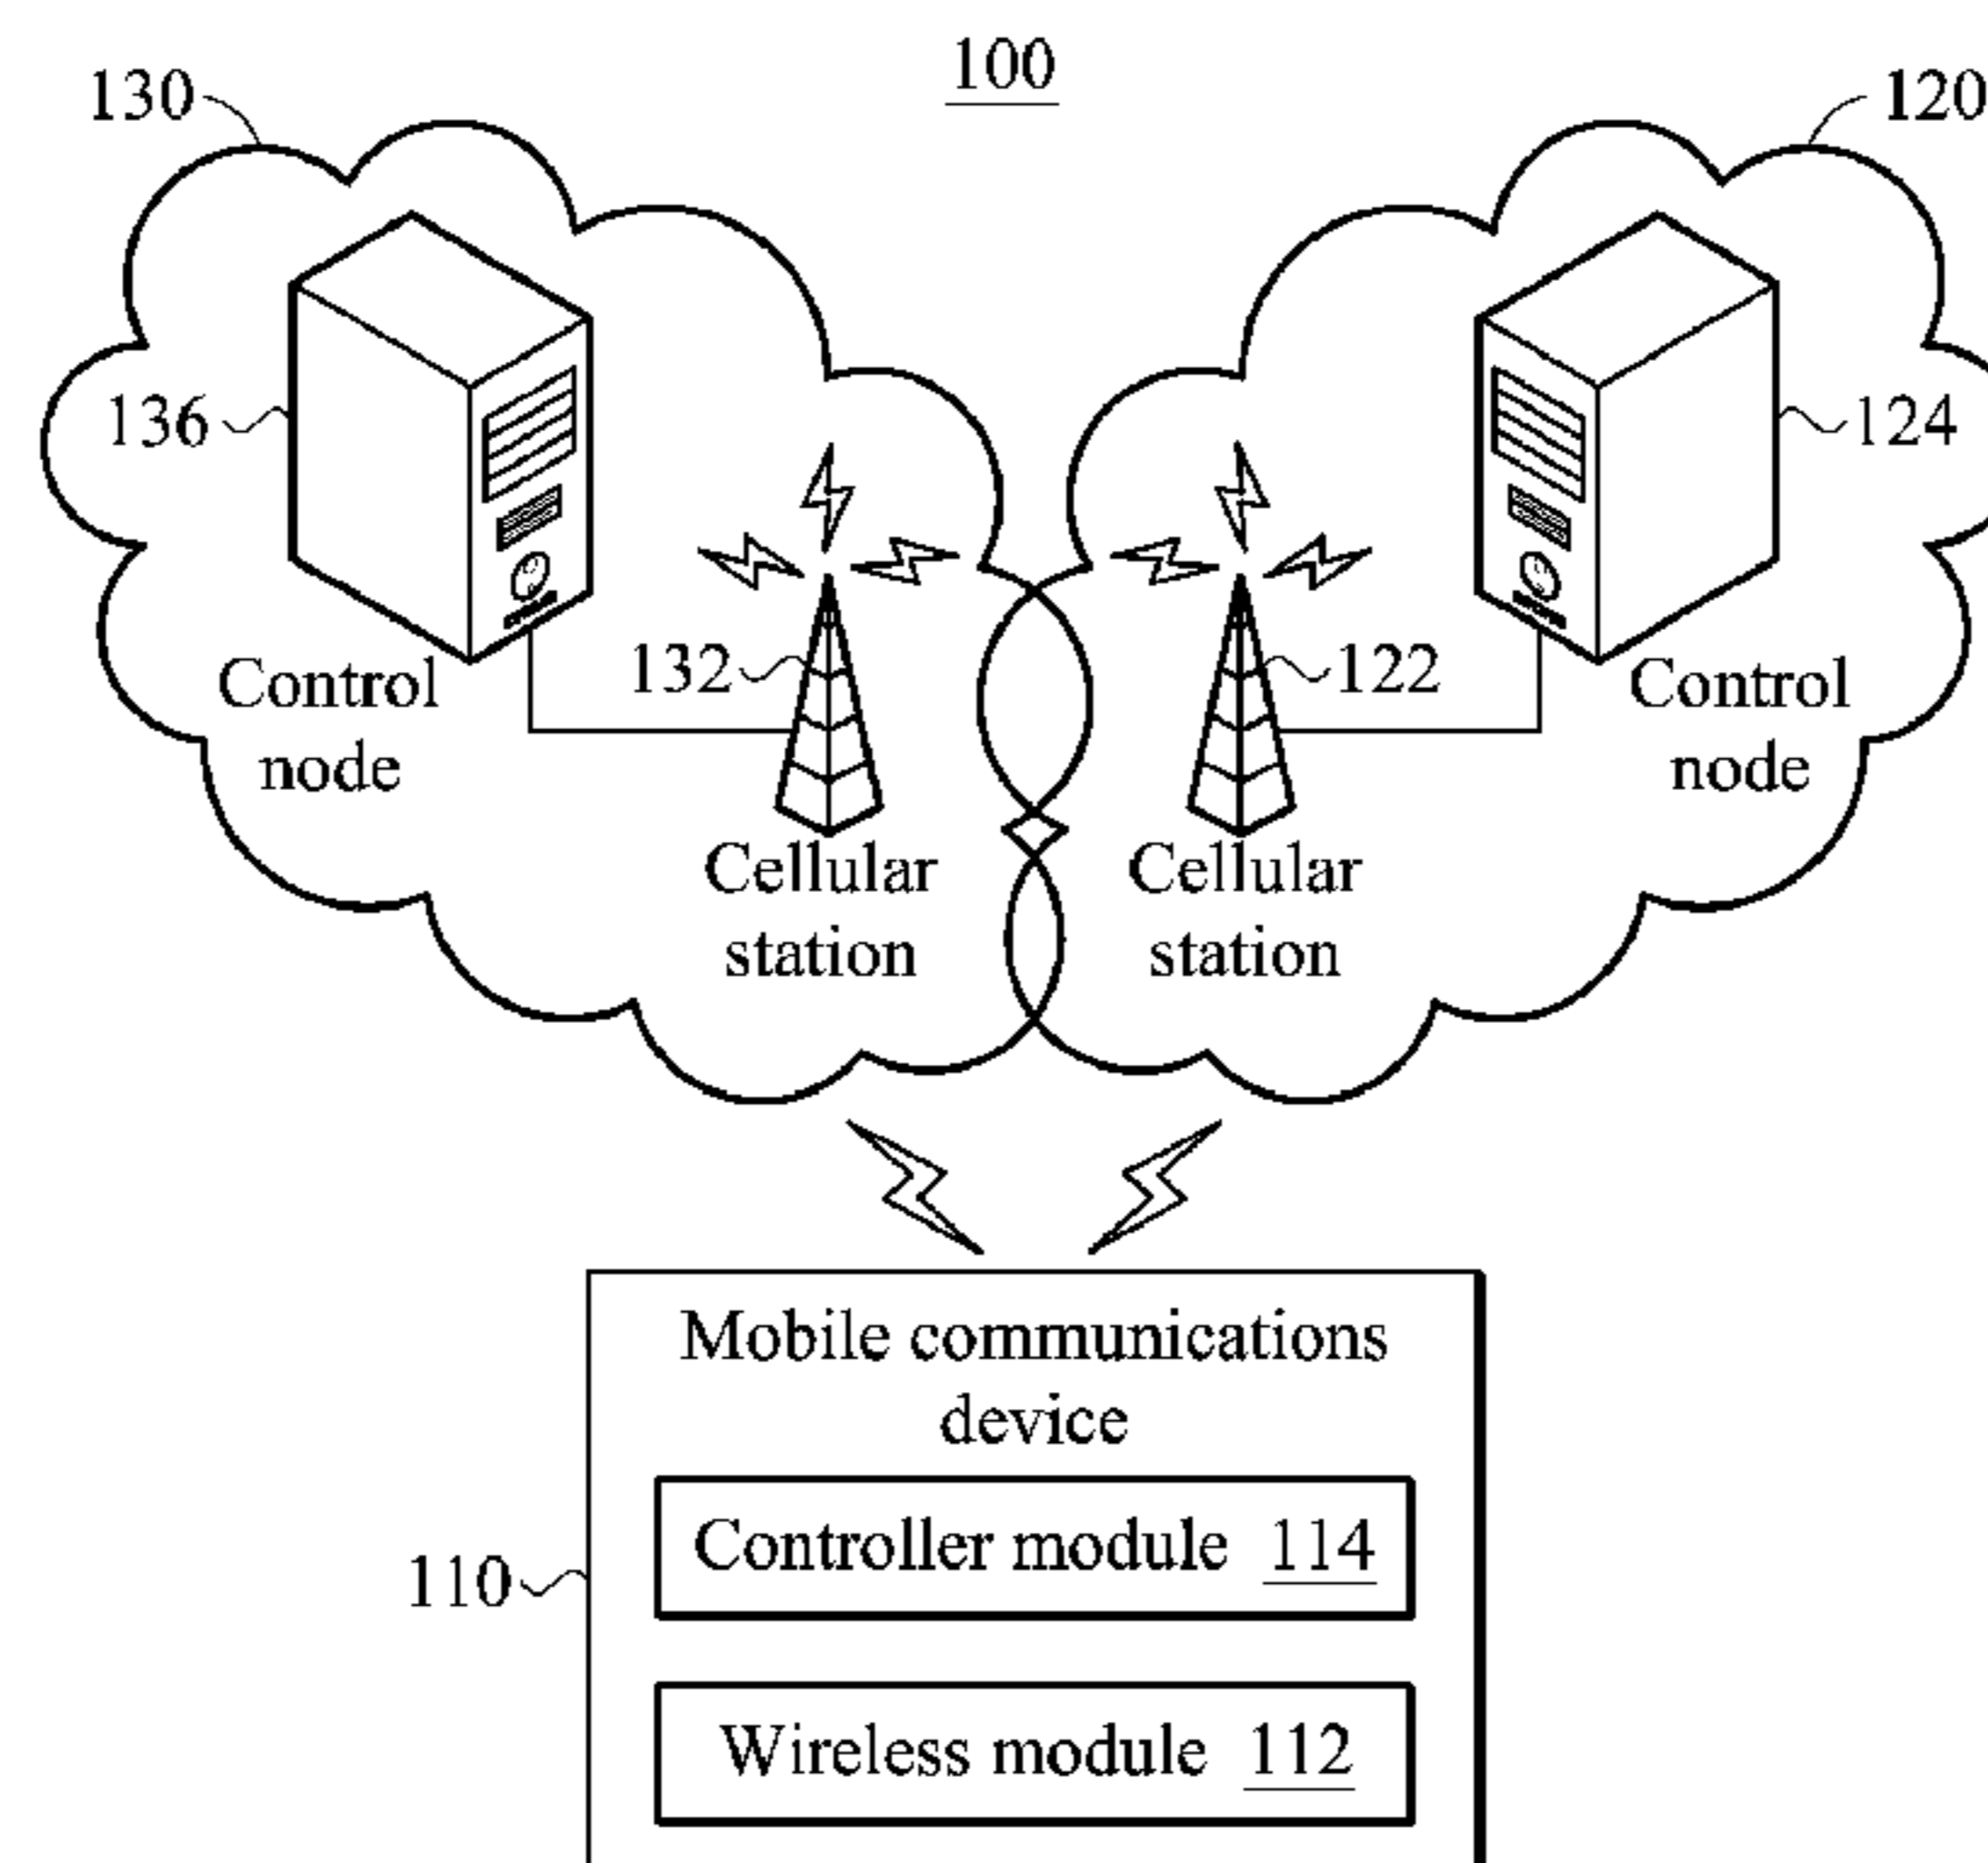 100
130
120
136
124
132
122
Control
node
Control
node
Cellular
station
Cellular
station
Mobile communications
device
Controller module 114
110
Wireless module 112